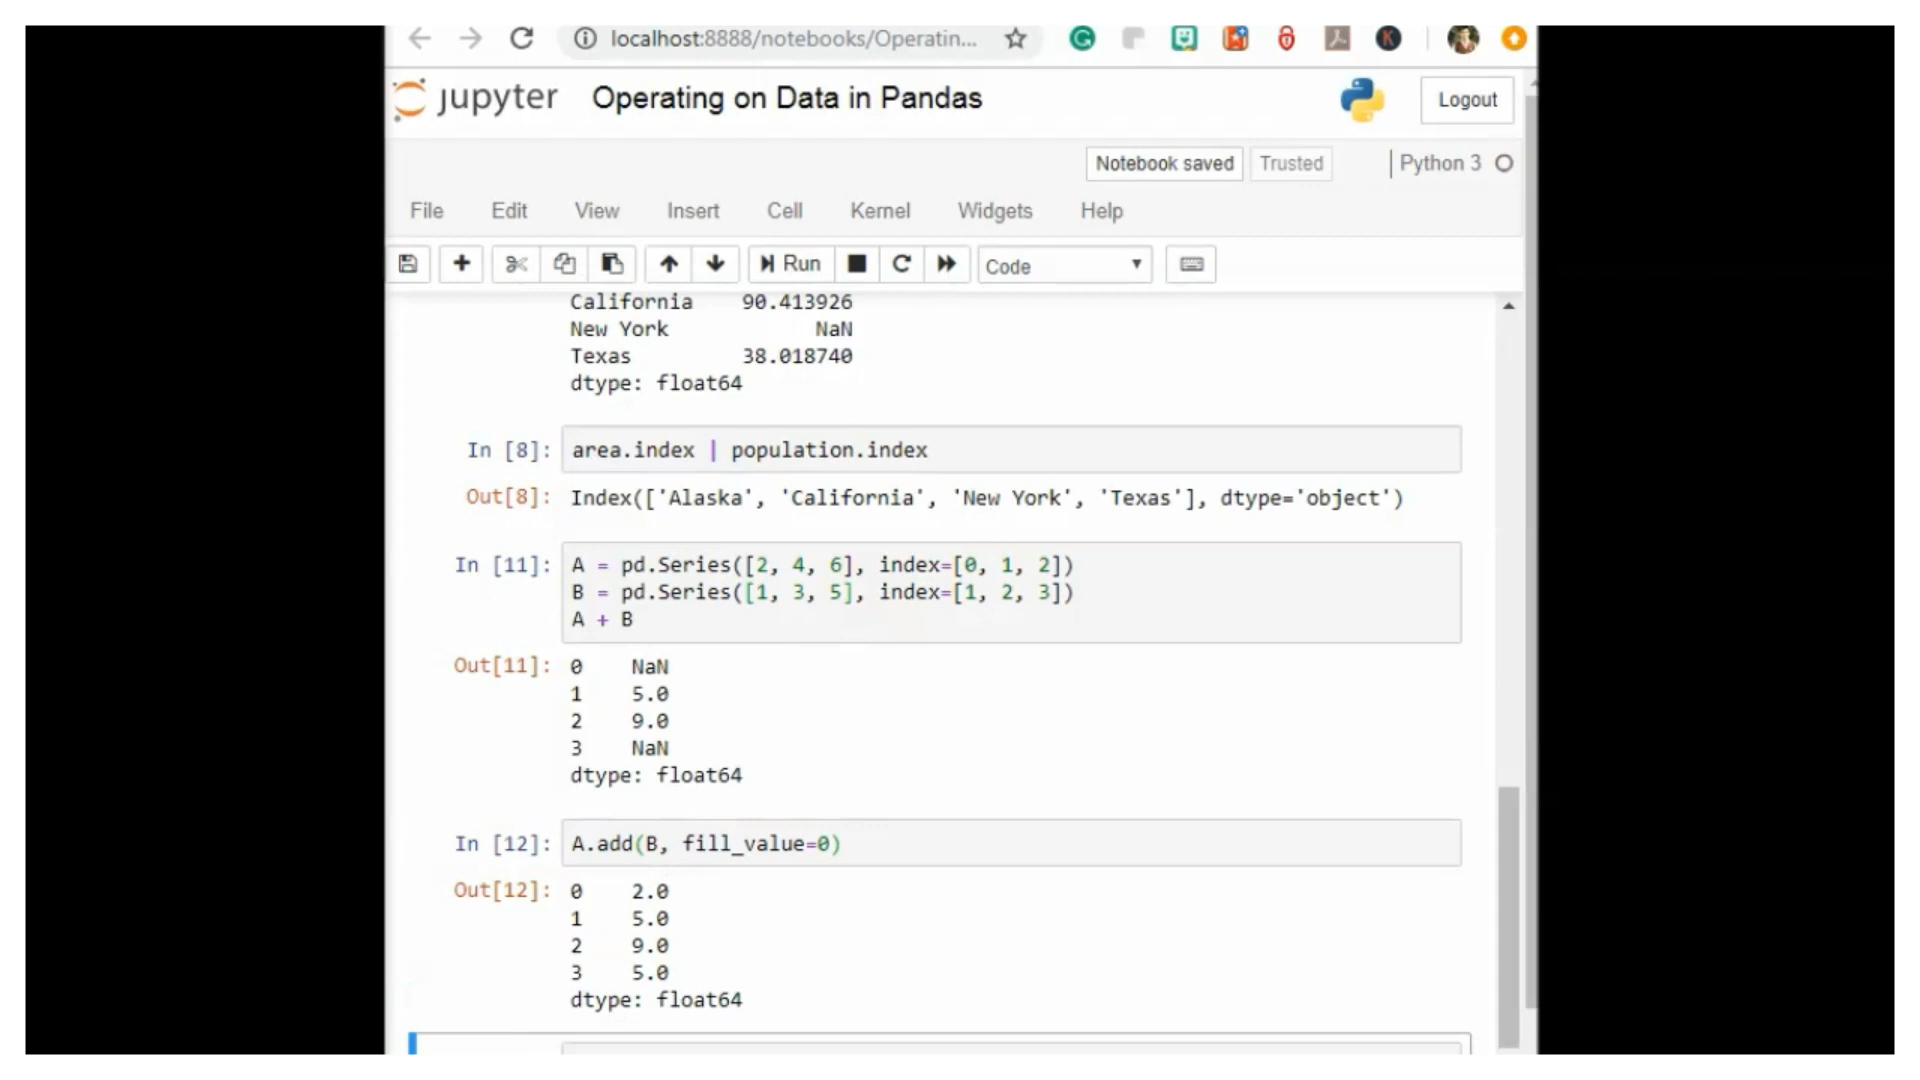 localhost:8888/notebooks/Operatin...
jupyter Operating on Data in Pandas Logout
Notebook saved Trusted | Python 3
File Edit View Insert Cell Kernel Widgets Help
Run Code
California 90.413926
New York NaN
Texas 38.018740
dtype: float64
In [8]: area.index | population.index
Out[8]: Index(['Alaska', 'California', 'New York', 'Texas'], dtype='object')
In [11]: A = pd.Series([2, 4, 6], index=[0, 1, 2])
B = pd.Series([1, 3, 5], index=[1, 2, 3])
A + B
Out[11]: 0 NaN
1 5.0
2 9.0
3 NaN
dtype: float64
In [12]: A.add(B, fill_value=0)
Out[12]: 0 2.0
1 5.0
2 9.0
3 5.0
dtype: float64